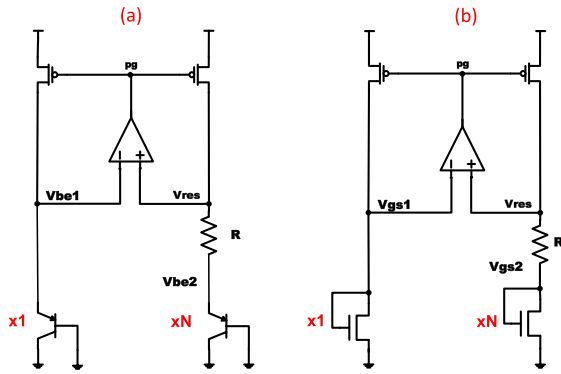 (a)
(b)
pg
pg
Vbe1
Vres
R
Vbe2
x1
xN
Vgs1
Vres
R
Vgs2
x1
xN